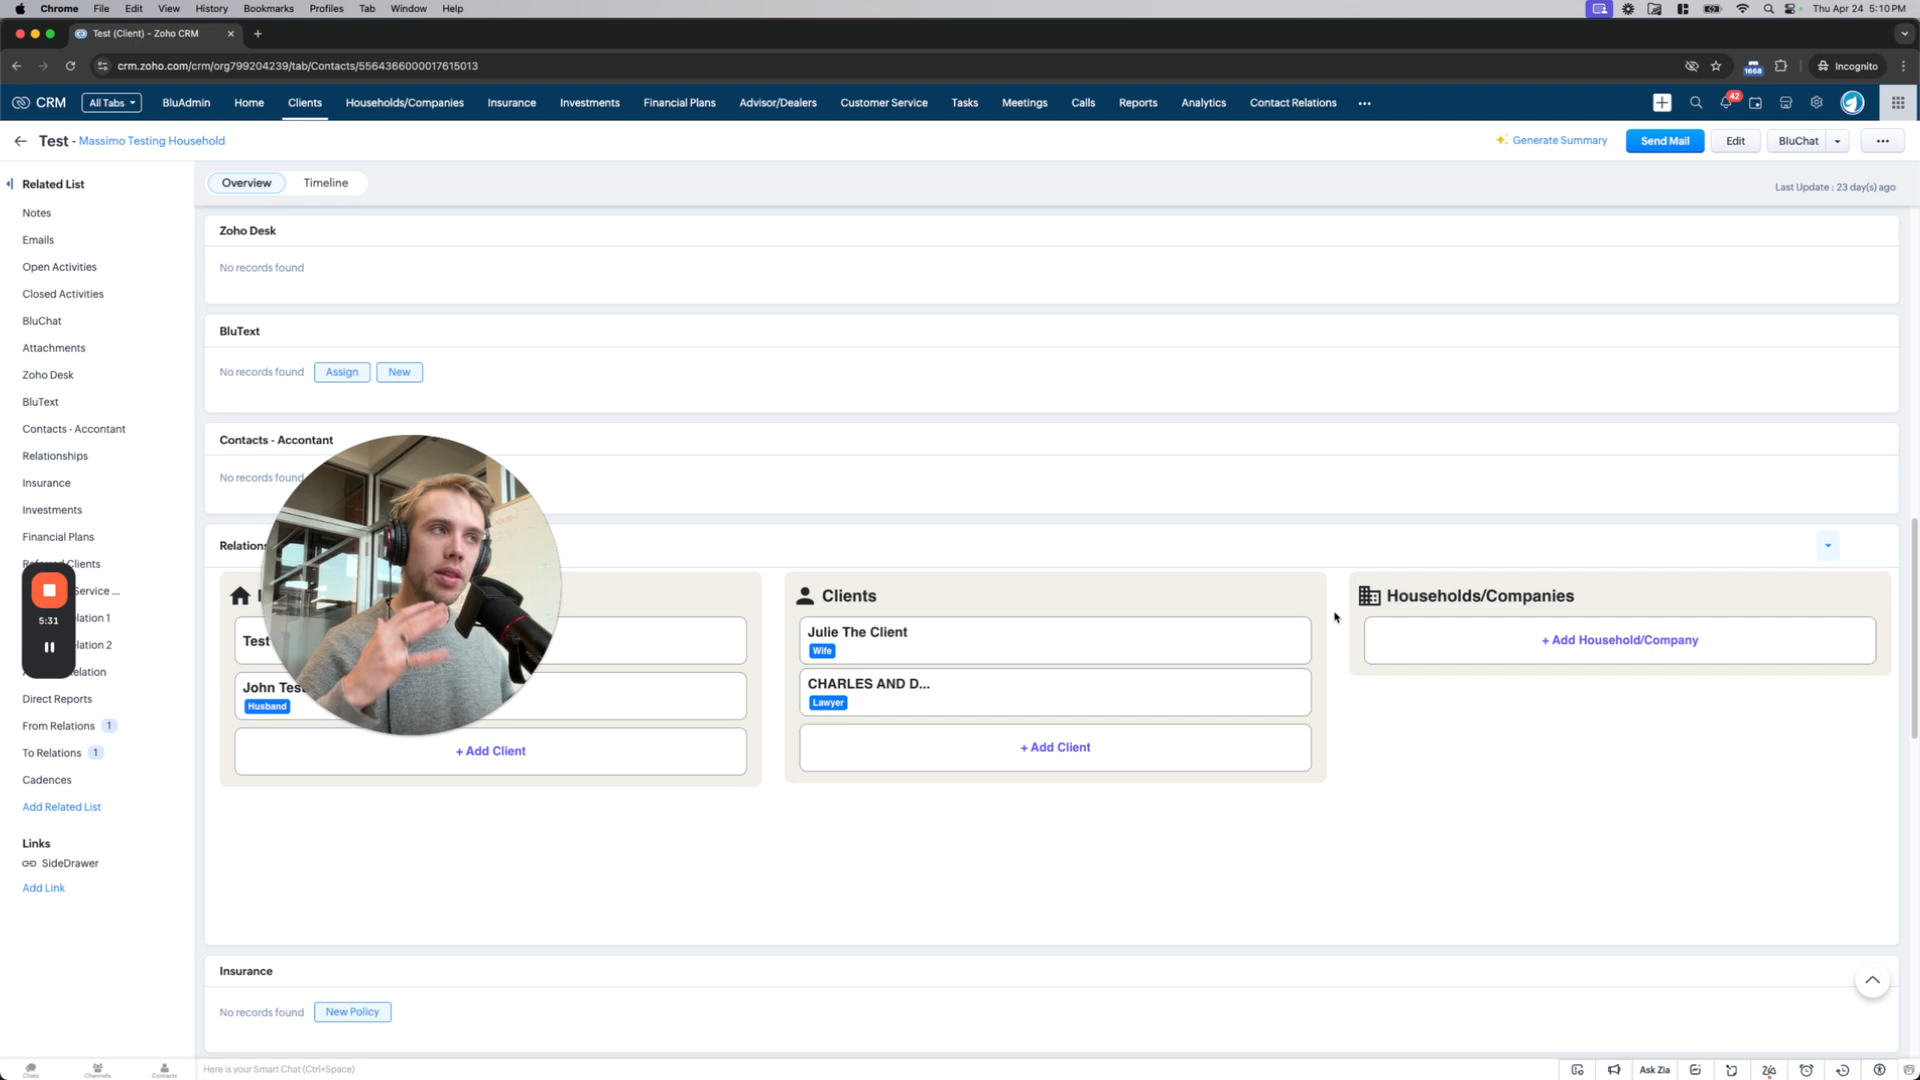 Chrome File Edit View History Bookmarks Profiles Tab Window Help Thu Apr 24 5:10 PM
Test (Client) - Zoho CRM
crm.zoho.com/crm/org799204239/tab/Contacts/5564366000017615013 1668 Incognito
CRM All Tabs BluAdmin Home Clients Households/Companies Insurance Investments Financial Plans Advisor/Dealers Customer Service Tasks Meetings Calls Reports Analytics Contact Relations ... 42
Test - Massimo Testing Household Generate Summary Send Mail Edit BluChat ...
Related List
Overview Timeline
Last Update : 23 day(s) ago
Notes
Emails
Open Activities
Closed Activities
BluChat
Attachments
Zoho Desk
BluText
Contacts - Accontant
Relationships
Insurance
Investments
Financial Plans
Clients
Service ...
lation 1
lation 2
elation
Direct Reports
From Relations 1
To Relations 1
Cadences
Add Related List
Links
SideDrawer
Add Link
5:31
Zoho Desk
No records found
BluText
No records found Assign New
Contacts - Accontant
No records found
Relations
Test
John Tes
Husband
+ Add Client
Clients
Julie The Client
Wife
CHARLES AND D...
Lawyer
+ Add Client
Households/Companies
+ Add Household/Company
Insurance
No records found New Policy
Chats Channels Contacts Here is your Smart Chat (Ctrl+Space) Ask Zia